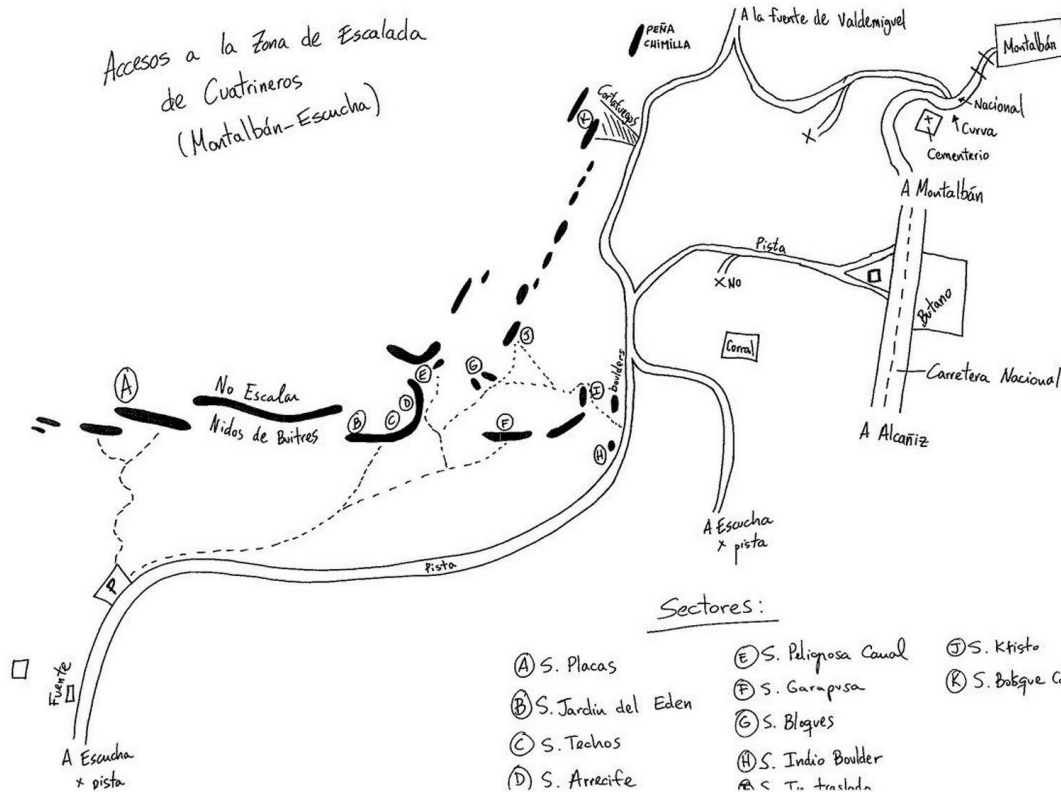 Accesos a la Zona de Escalada
de Cuatrineros
(Montalbán-Escucha)
PEÑA
CHIMILLA
A la fuente de Valdemiguel
Montalbán
Nacional
Curva
Cementerio
A Montalbán
Cortafuegos
K
Pista
X NO
X
Butano
Corral
Carretera Nacional
A Alcañiz
A
No Escalar
Nidos de Buitres
B
C
D
E
G
J
F
I
boulders
H
A Escucha
x pista
Pista
P
Fuente
A Escucha
x pista
Sectores:
A S. Placas
B S. Jardin del Eden
C S. Techos
D S. Arrecife
E S. Peligrosa Canal
F S. Garapusa
G S. Bloques
H S. Indio Boulder
J S. Kristo
K S. Bosque